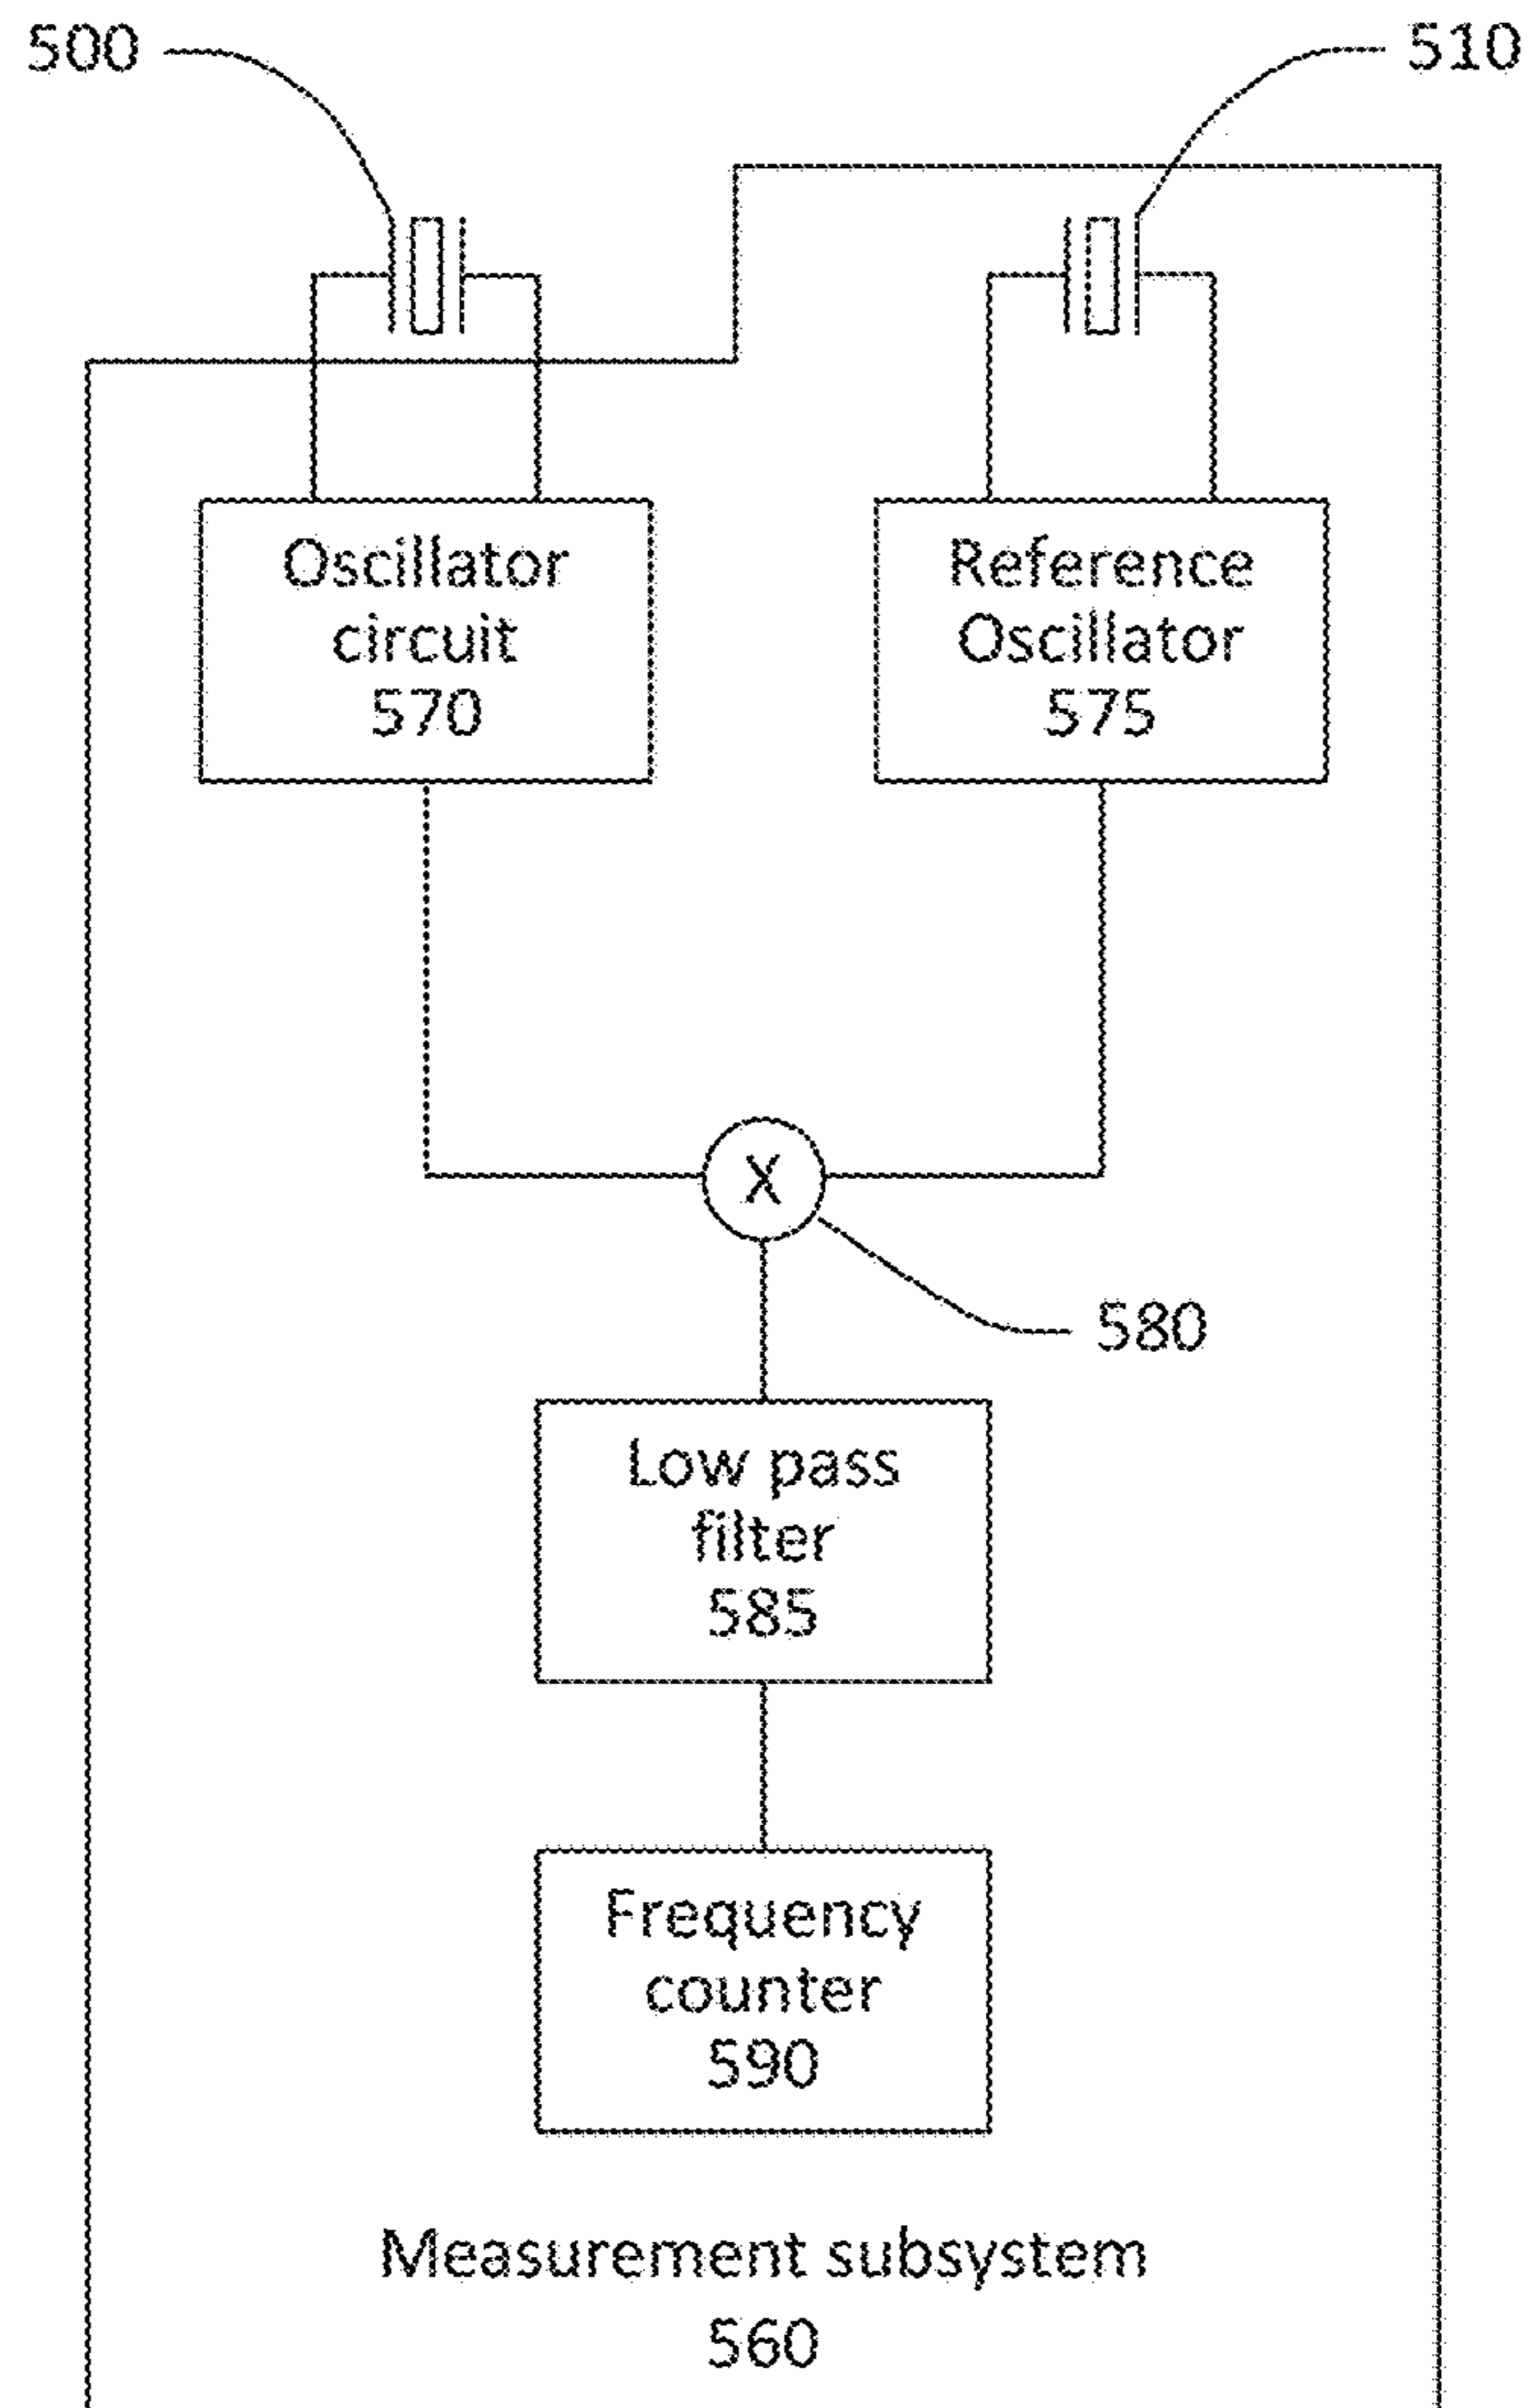 500
510
Oscillator
circuit
570
Reference
Oscillator
575
X
580
Low pass
filter
585
Frequency
counter
590
Measurement subsystem
560